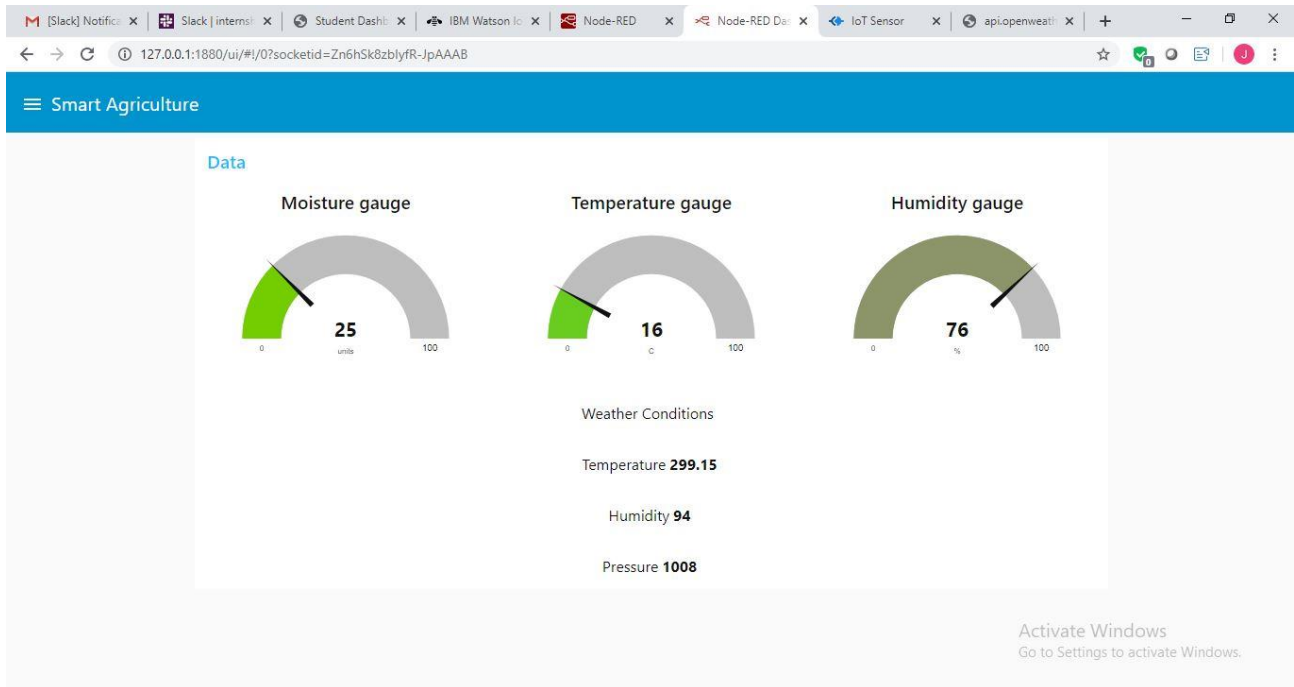 [Slack] Notifica
Slack | internsh
Student Dashb
IBM Watson Io
Node-RED
Node-RED Das
IoT Sensor
api.openweath
127.0.0.1:1880/ui/#!/0?socketid=Zn6hSk8zblyfR-JpAAAB
0
J
Smart Agriculture
Data
Moisture gauge
25
units
0
100
Temperature gauge
16
C
0
100
Humidity gauge
76
%
0
100
Weather Conditions
Temperature 299.15
Humidity 94
Pressure 1008
Activate Windows
Go to Settings to activate Windows.